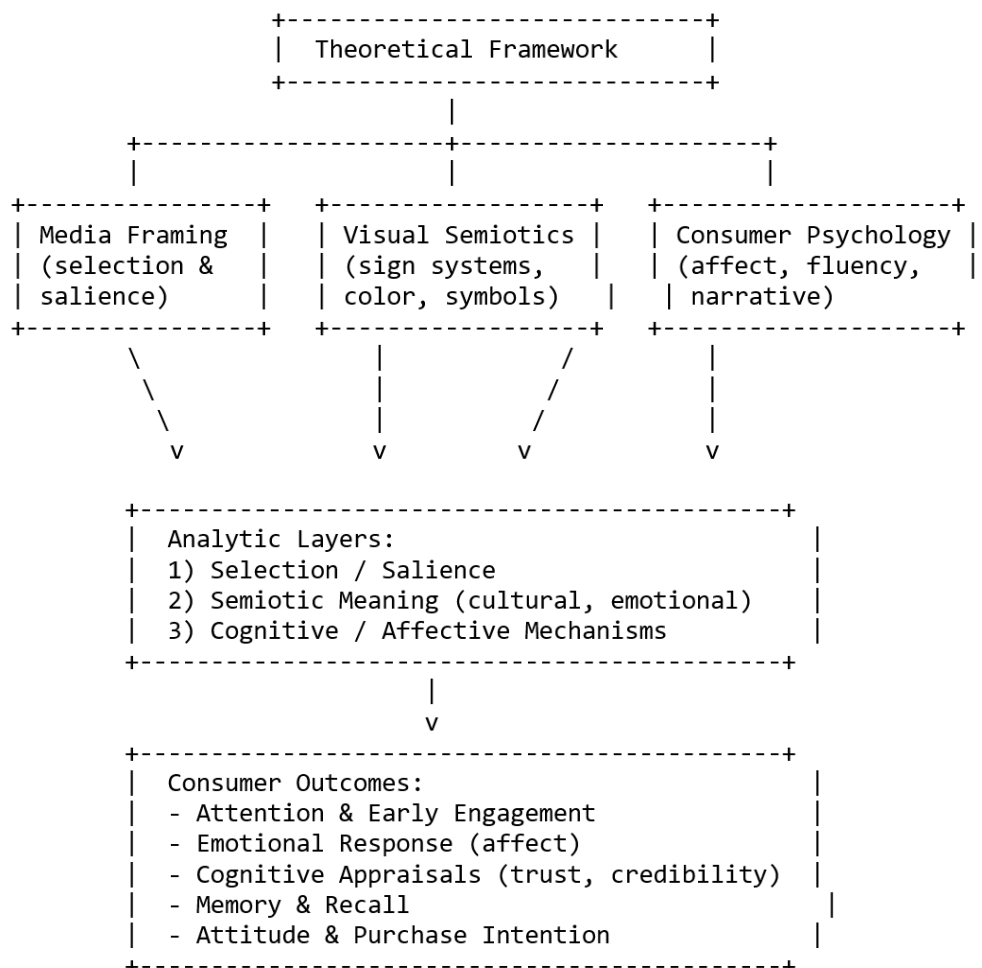 Theoretical Framework
Media Framing
(selection &
salience)
Visual Semiotics
(sign systems,
color, symbols)
Consumer Psychology
(affect, fluency,
narrative)
Analytic Layers:
1) Selection / Salience
2) Semiotic Meaning (cultural, emotional)
3) Cognitive / Affective Mechanisms
Consumer Outcomes:
- Attention & Early Engagement
- Emotional Response (affect)
- Cognitive Appraisals (trust, credibility)
- Memory & Recall
- Attitude & Purchase Intention